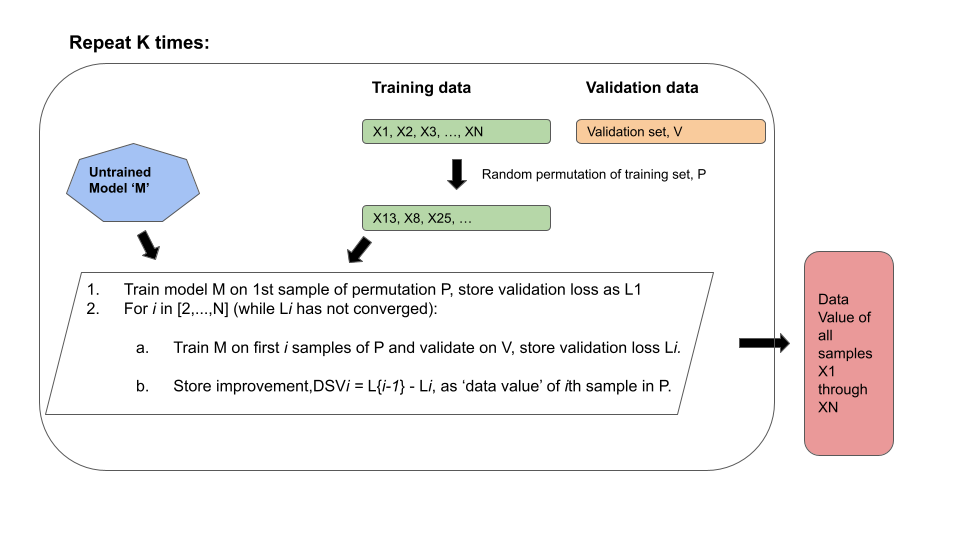 Repeat K times:
Training data
Validation data
X1, X2, X3, …, XN
Validation set, V
Untrained
Model ‘M’
Random permutation of training set, P
X13, X8, X25, …
1. Train model M on 1st sample of permutation P, store validation loss as L1
2. For i in [2,...,N] (while Li has not converged):
a. Train M on first i samples of P and validate on V, store validation loss Li.
b. Store improvement,DSVi = L{i-1} - Li, as ‘data value’ of ith sample in P.
Data
Value of
all
samples
X1
through
XN